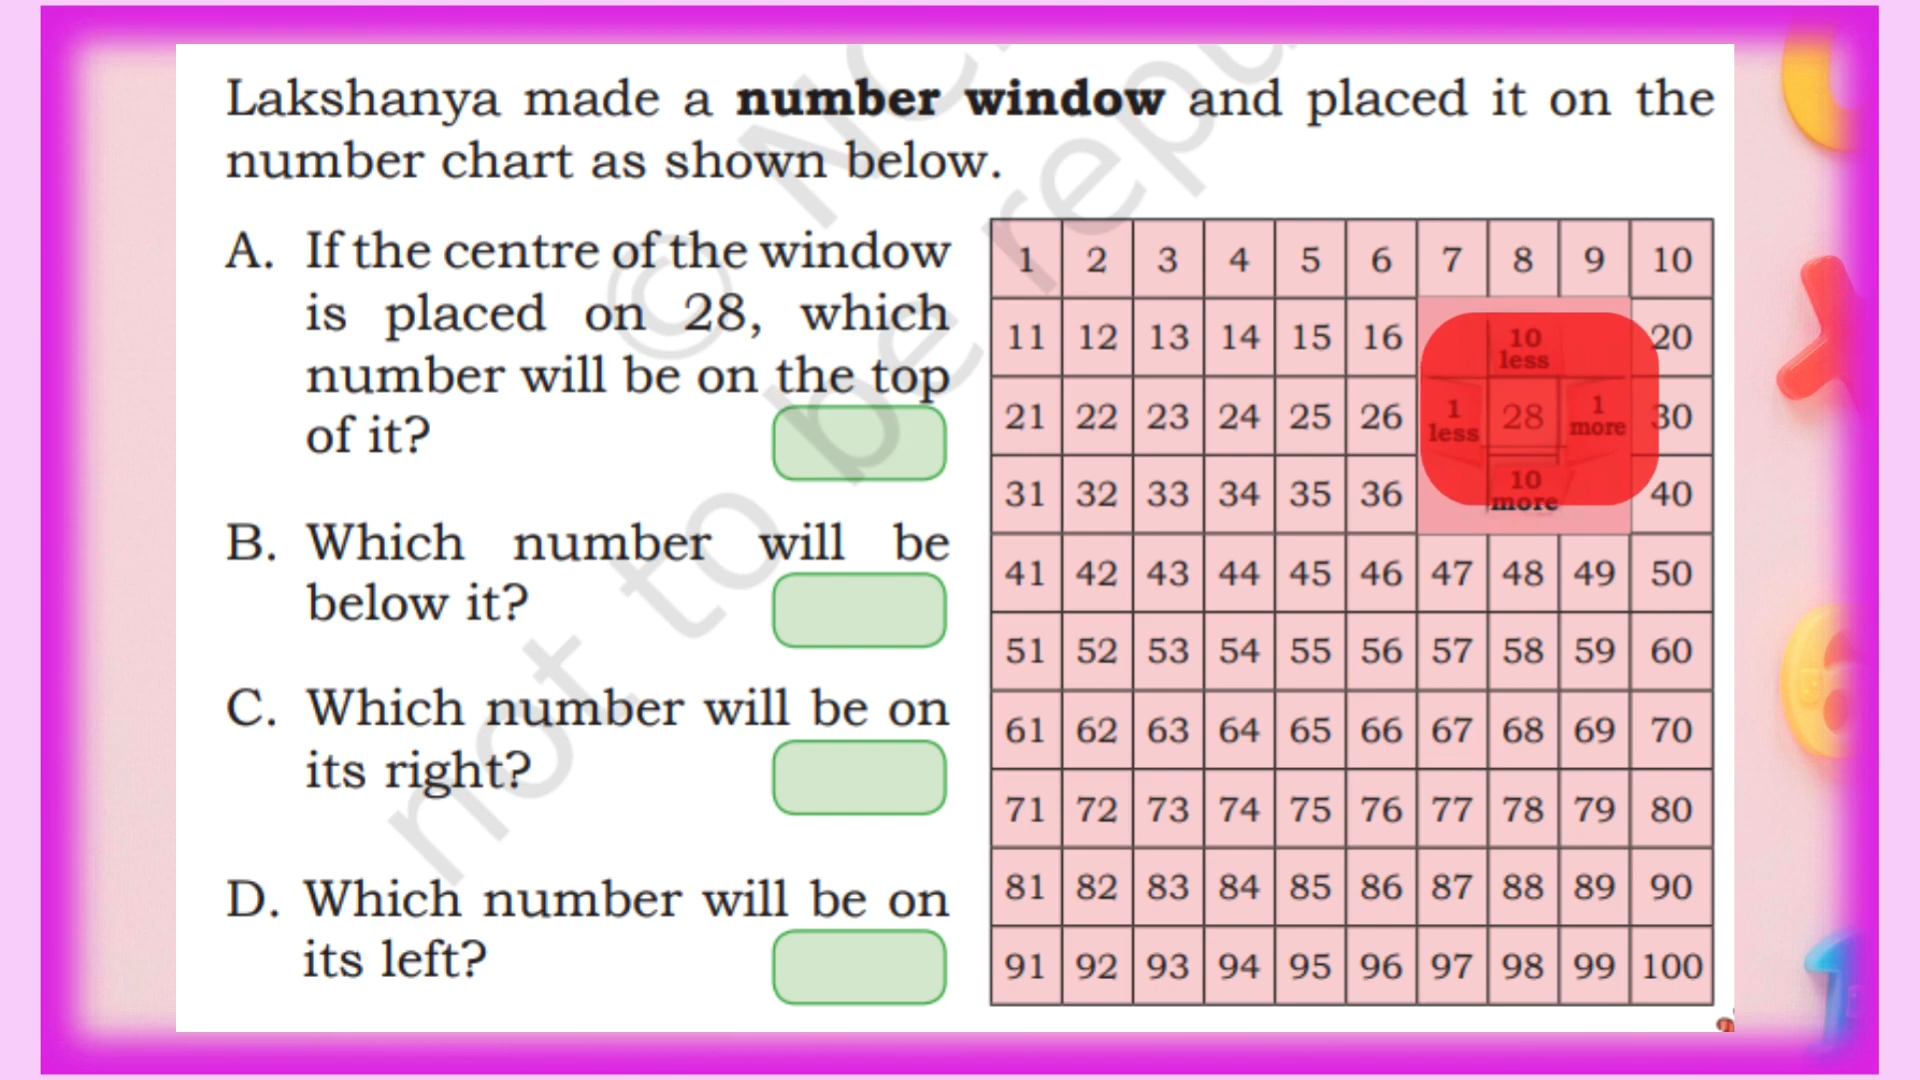 Lakshanya made a number window and placed it on the
number chart as shown below.
A. If the centre of the window
is placed on 28, which
number will be on the top
of it?
B. Which number will be
below it?
C. Which number will be on
its right?
D. Which number will be on
its left?
1 2 3 4 5 6 7 8 9 10
11 12 13 14 15 16 10 less 20
21 22 23 24 25 26 1 less 28 1 more 30
31 32 33 34 35 36 10 more 40
41 42 43 44 45 46 47 48 49 50
51 52 53 54 55 56 57 58 59 60
61 62 63 64 65 66 67 68 69 70
71 72 73 74 75 76 77 78 79 80
81 82 83 84 85 86 87 88 89 90
91 92 93 94 95 96 97 98 99 100
not to be